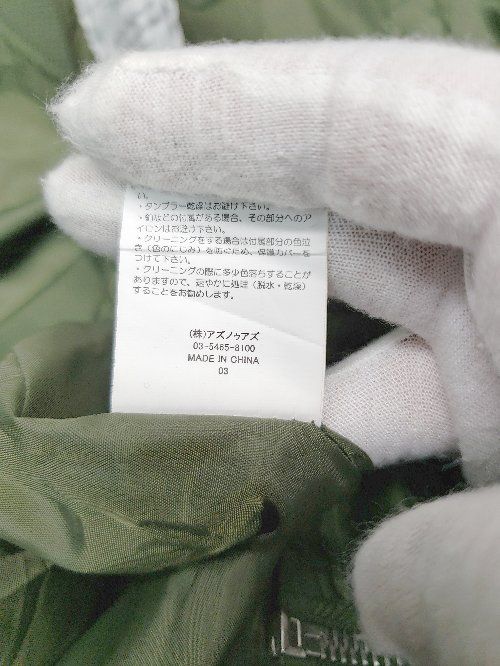 い。
・タンブラー乾燥はお避け下さい。
・釦などの付属がある場合、その部分へのア
イロンはお避け下さい。
・クリーニングをする場合は付属部分の色泣
き（色のにじみ）を防ぐため、保護カバーを
つけて下さい。
・クリーニングの際に多少色落ちすることが
ありますので、速やかに処理（脱水・乾燥）
することをお勧めします。
(株)アズノゥアズ
03-5465-8100
MADE IN CHINA
03